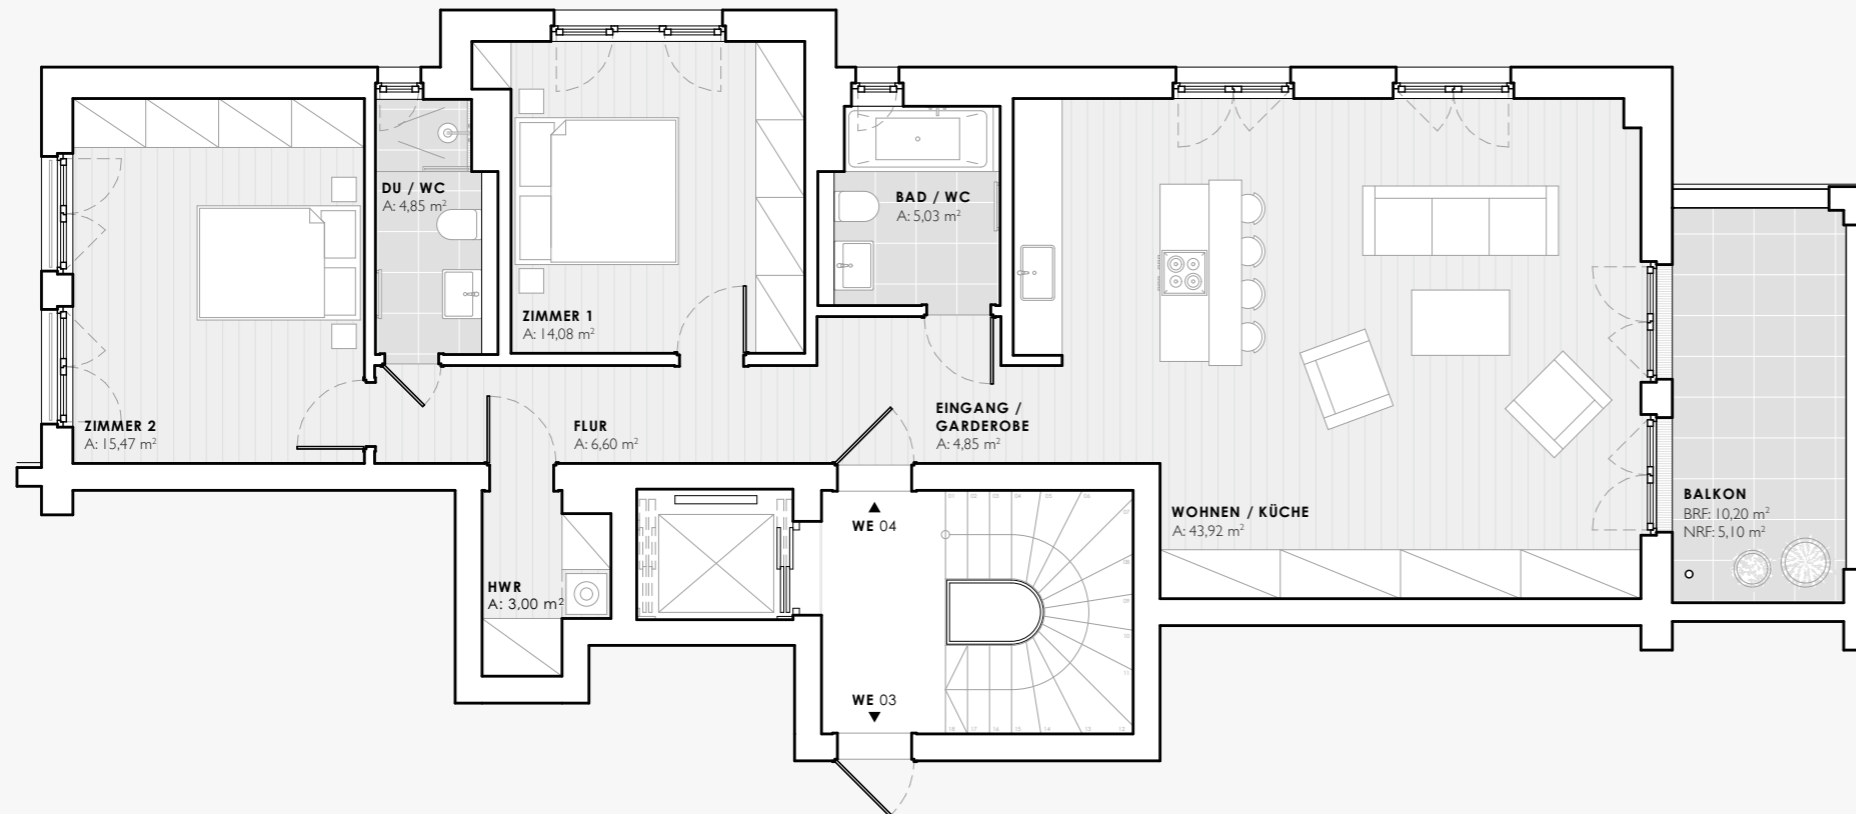 DU / WC
A: 4,85 m²
BAD / WC
A: 5,03 m²
ZIMMER 1
A: 14,08 m²
ZIMMER 2
A: 15,47 m²
FLUR
A: 6,60 m²
EINGANG /
GARDEROBE
A: 4,85 m²
WOHNEN / KÜCHE
A: 43,92 m²
BALKON
BRF: 10,20 m²
NRF: 5,10 m²
HWR
A: 3,00 m²
WE 04
WE 03